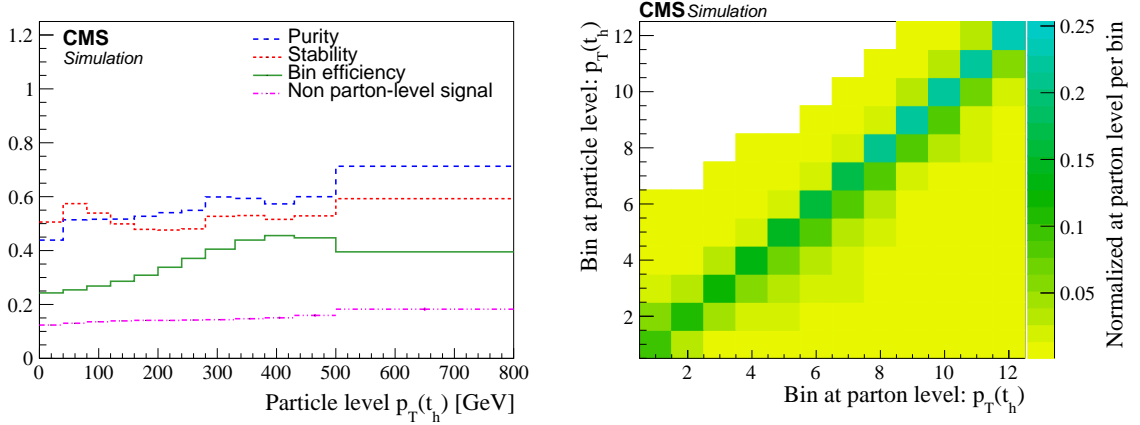 CMS
Simulation
Purity
Stability
Bin efficiency
Non parton-level signal
1.2
1
0.8
0.6
0.4
0.2
0
0 100 200 300 400 500 600 700 800
Particle level p_T(t_h) [GeV]
CMS Simulation
Bin at particle level: p_T(t_h)
12
10
8
6
4
2
2 4 6 8 10 12
Bin at parton level: p_T(t_h)
0.25
0.2
0.15
0.1
0.05
Normalized at parton level per bin